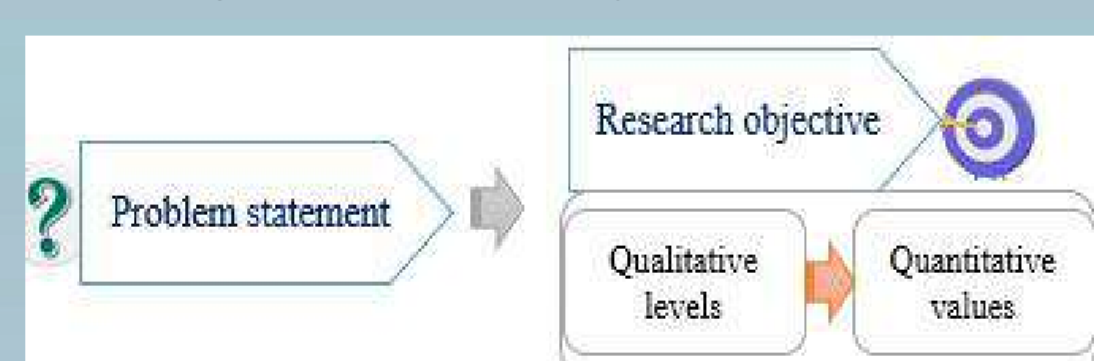 Problem statement
Research objective
Qualitative
levels
Quantitative
values